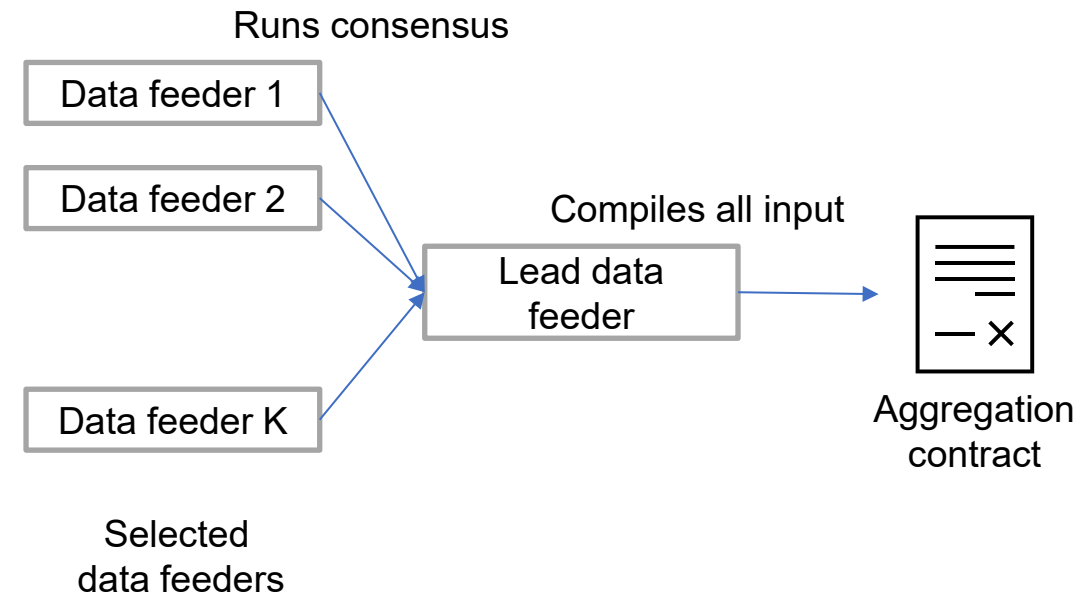 Runs consensus
Data feeder 1
Data feeder 2
Compiles all input
Lead data
feeder
Data feeder K
Aggregation
contract
Selected
data feeders